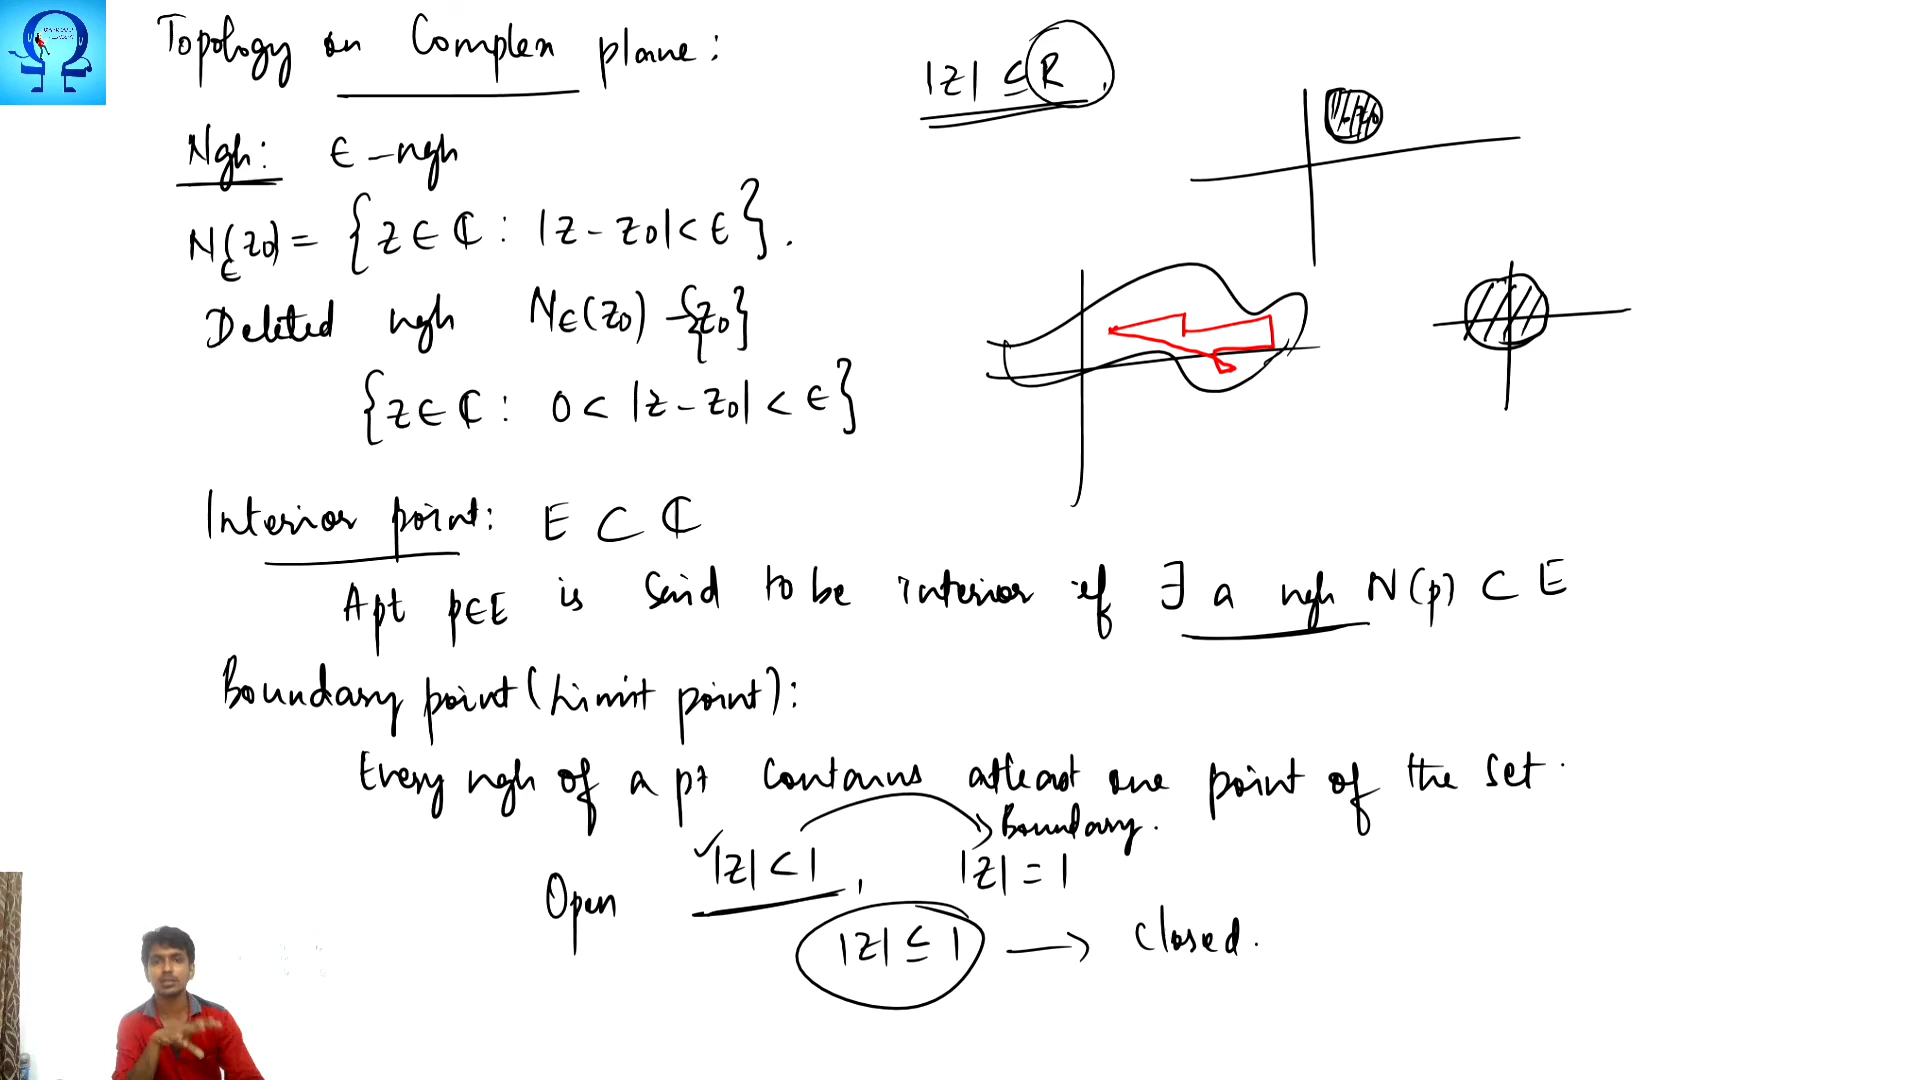 Topology on Complex plane:
|z| ≤ R
Ngh: ϵ-ngh
Nϵ(z0) = {z ∈ ℂ : |z - z0| < ϵ}.
Deleted ngh Nϵ(z0) - {z0}
{z ∈ ℂ : 0 < |z - z0| < ϵ}
Interior point: E ⊂ ℂ
A pt p∈E is said to be interior if ∃ a ngh N(p) ⊂ E
Boundary point (Limit point):
Every ngh of a pt contains atleast one point of the set.
Boundary.
Open |z| < 1, |z| = 1
|z| ≤ 1 → closed.